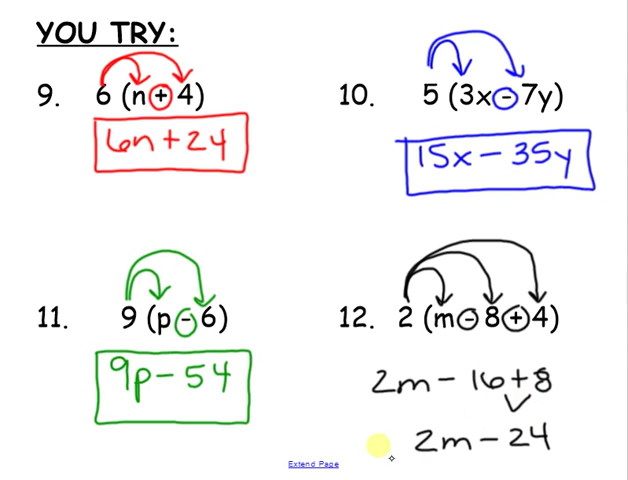 YOU TRY:
9. 6 (n + 4)
6n + 24
10. 5 (3x - 7y)
15x - 35y
11. 9 (p - 6)
9p - 54
12. 2 (m - 8 + 4)
2m - 16 + 8
2m - 24
Extend Page